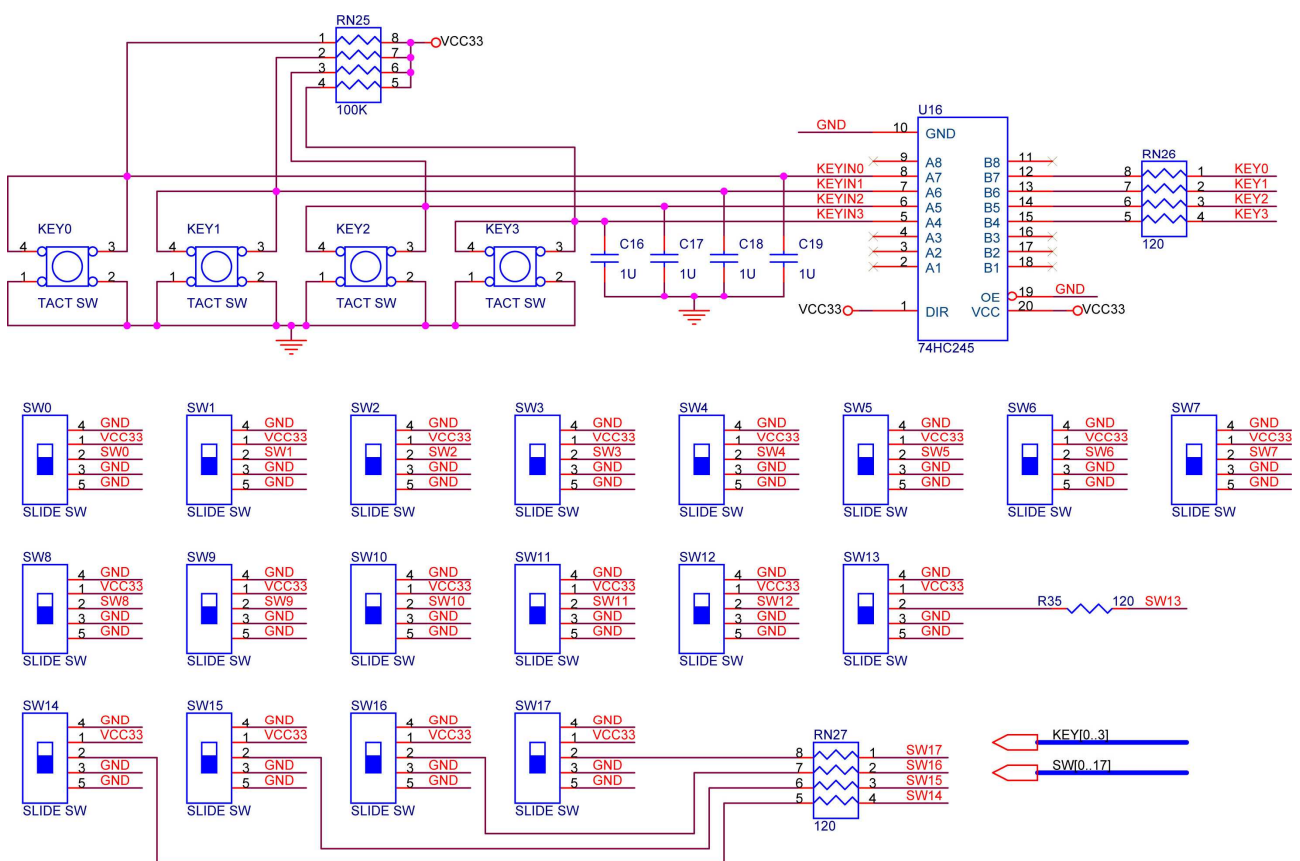 RN25
1 8 VCC33
2 7
3 6
4 5
100K
U16
GND 10 GND
9 A8 B8 11
KEYIN0 8 A7 B7 12
KEYIN1 7 A6 B6 13
KEYIN2 6 A5 B5 14
KEYIN3 5 A4 B4 15
4 A3 B3 16
3 A2 B2 17
2 A1 B1 18
OE 19 GND
VCC33 1 DIR VCC 20 VCC33
74HC245
RN26
8 1 KEY0
7 2 KEY1
6 3 KEY2
5 4 KEY3
120
KEY0 KEY1 KEY2 KEY3
4 3 4 3 4 3 4 3
1 2 1 2 1 2 1 2
TACT SW TACT SW TACT SW TACT SW
C16 C17 C18 C19
1U 1U 1U 1U
SW0 SW1 SW2 SW3 SW4 SW5 SW6 SW7
4 GND 4 GND 4 GND 4 GND 4 GND 4 GND 4 GND 4 GND
1 VCC33 1 VCC33 1 VCC33 1 VCC33 1 VCC33 1 VCC33 1 VCC33 1 VCC33
2 SW0 2 SW1 2 SW2 2 SW3 2 SW4 2 SW5 2 SW6 2 SW7
3 GND 3 GND 3 GND 3 GND 3 GND 3 GND 3 GND 3 GND
5 GND 5 GND 5 GND 5 GND 5 GND 5 GND 5 GND 5 GND
SLIDE SW SLIDE SW SLIDE SW SLIDE SW SLIDE SW SLIDE SW SLIDE SW SLIDE SW
SW8 SW9 SW10 SW11 SW12 SW13
4 GND 4 GND 4 GND 4 GND 4 GND 4 GND
1 VCC33 1 VCC33 1 VCC33 1 VCC33 1 VCC33 1 VCC33
2 SW8 2 SW9 2 SW10 2 SW11 2 SW12 2 R35 120 SW13
3 GND 3 GND 3 GND 3 GND 3 GND 3 GND
5 GND 5 GND 5 GND 5 GND 5 GND 5 GND
SLIDE SW SLIDE SW SLIDE SW SLIDE SW SLIDE SW SLIDE SW
SW14 SW15 SW16 SW17
4 GND 4 GND 4 GND 4 GND
1 VCC33 1 VCC33 1 VCC33 1 VCC33
2 2 2 2
3 GND 3 GND 3 GND 3 GND
5 GND 5 GND 5 GND 5 GND
SLIDE SW SLIDE SW SLIDE SW SLIDE SW
RN27
8 1 SW17
7 2 SW16
6 3 SW15
5 4 SW14
120
KEY[0..3]
SW[0..17]